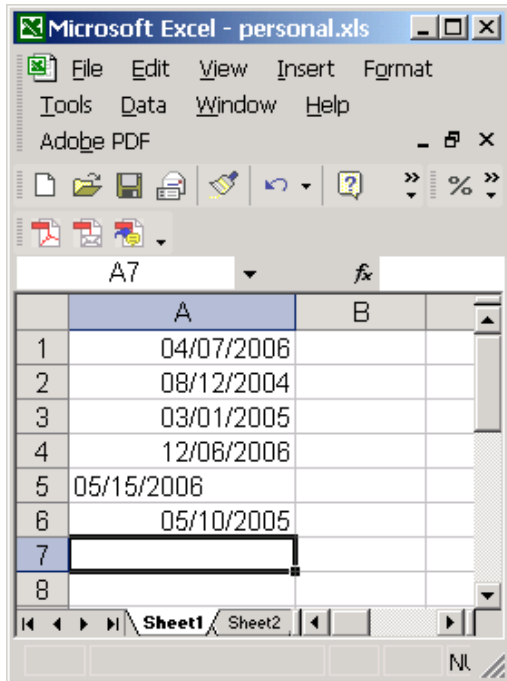 Microsoft Excel - personal.xls
File Edit View Insert Format
Tools Data Window Help
Adobe PDF
%
A7 fx
A B
1 04/07/2006
2 08/12/2004
3 03/01/2005
4 12/06/2006
5 05/15/2006
6 05/10/2005
7
8
Sheet1 Sheet2